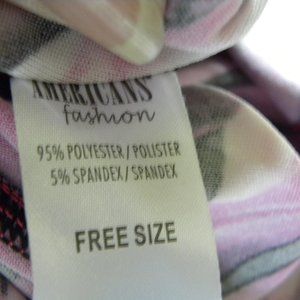 AMERICANS
fashion
95% POLYESTER/POLISTER
5% SPANDEX/SPANDEX
FREE SIZE